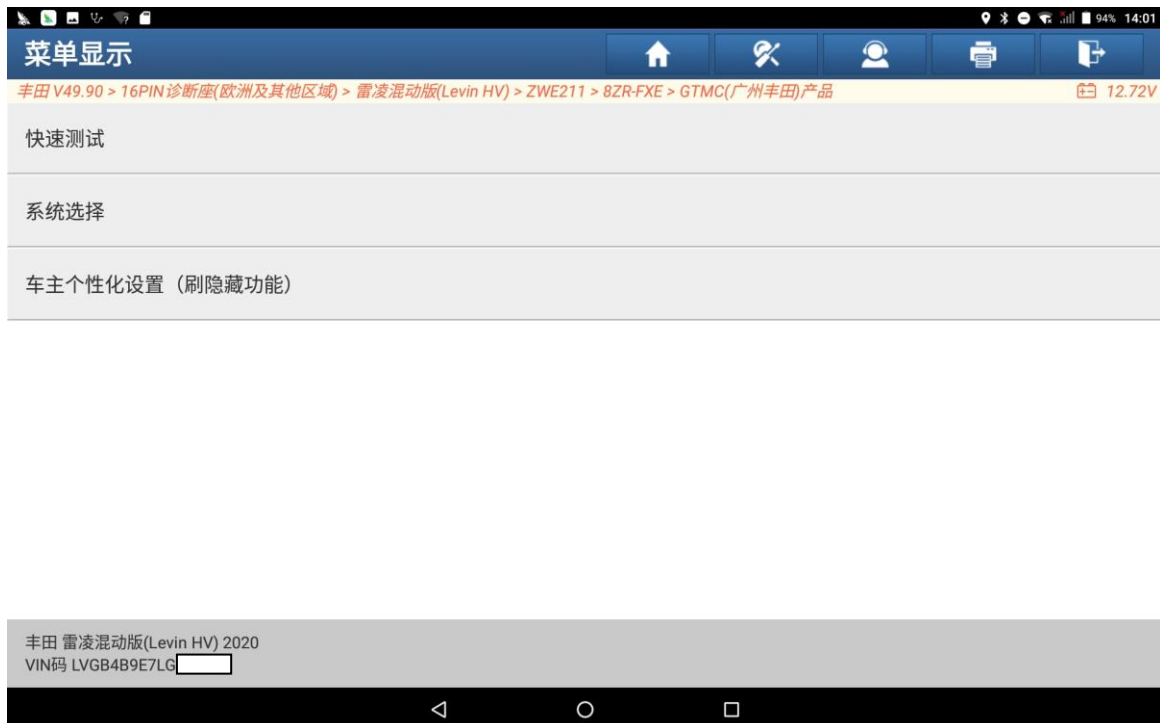 94% 14:01
菜单显示
丰田 V49.90 > 16PIN诊断座(欧洲及其他区域) > 雷凌混动版(Levin HV) > ZWE211 > 8ZR-FXE > GTMC(广州丰田)产品 12.72V
快速测试
系统选择
车主个性化设置（刷隐藏功能）
丰田 雷凌混动版(Levin HV) 2020
VIN码 LVGB4B9E7LG